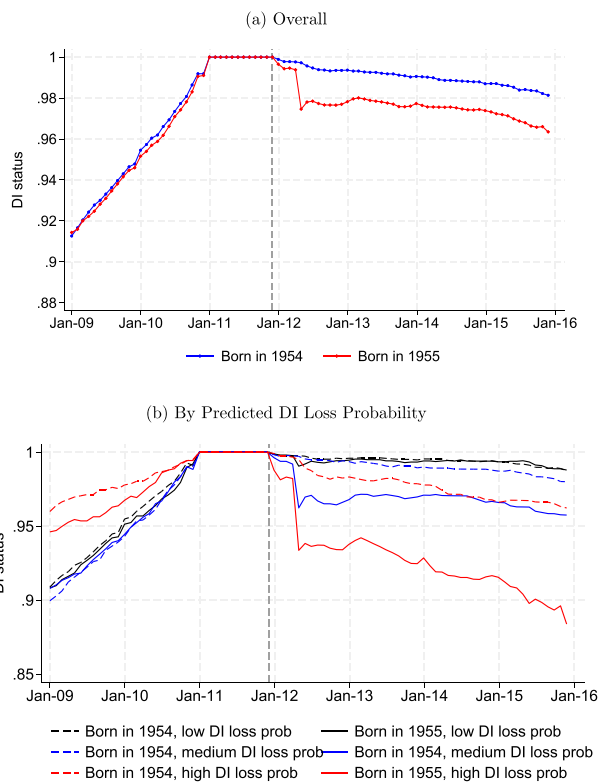 (a) Overall
1
.98
.96
.94
.92
.9
.88
DI status
Jan-09 Jan-10 Jan-11 Jan-12 Jan-13 Jan-14 Jan-15 Jan-16
Born in 1954 Born in 1955
(b) By Predicted DI Loss Probability
1
.95
.9
.85
DI status
Jan-09 Jan-10 Jan-11 Jan-12 Jan-13 Jan-14 Jan-15 Jan-16
Born in 1954, low DI loss prob Born in 1955, low DI loss prob
Born in 1954, medium DI loss prob Born in 1954, medium DI loss prob
Born in 1954, high DI loss prob Born in 1955, high DI loss prob